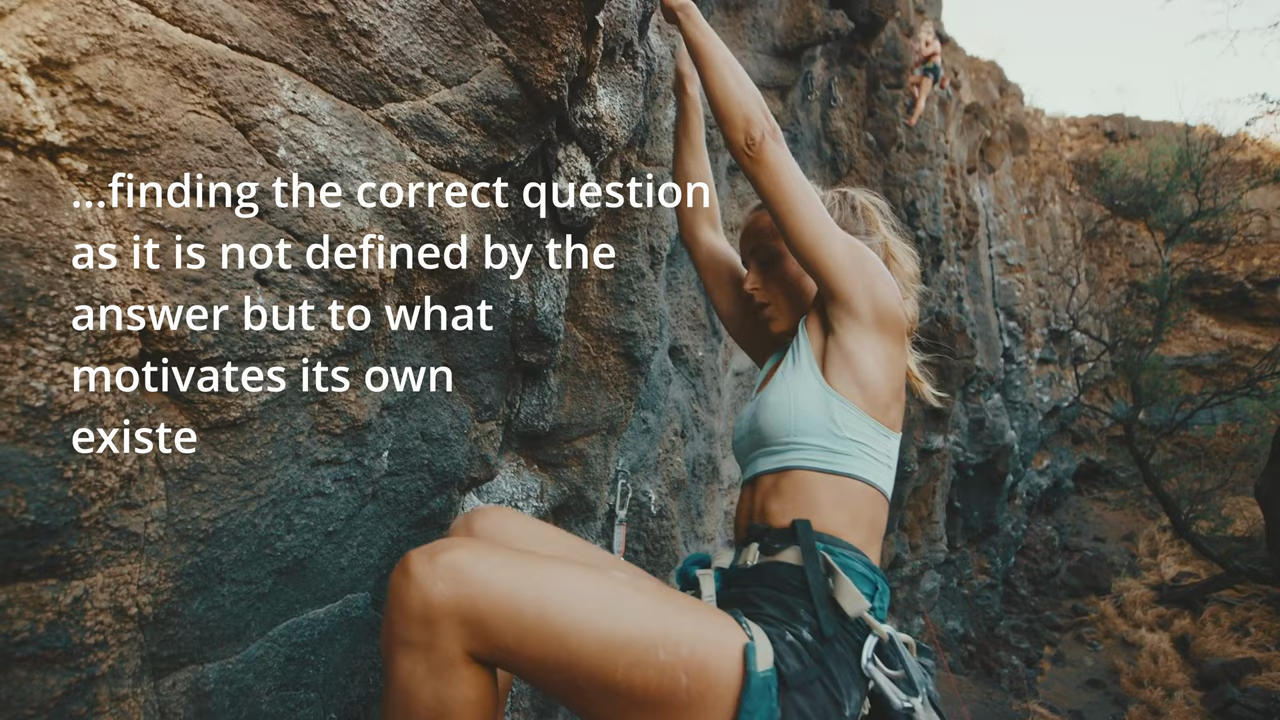 ...finding the correct question
as it is not defined by the
answer but to what
motivates its own
existe